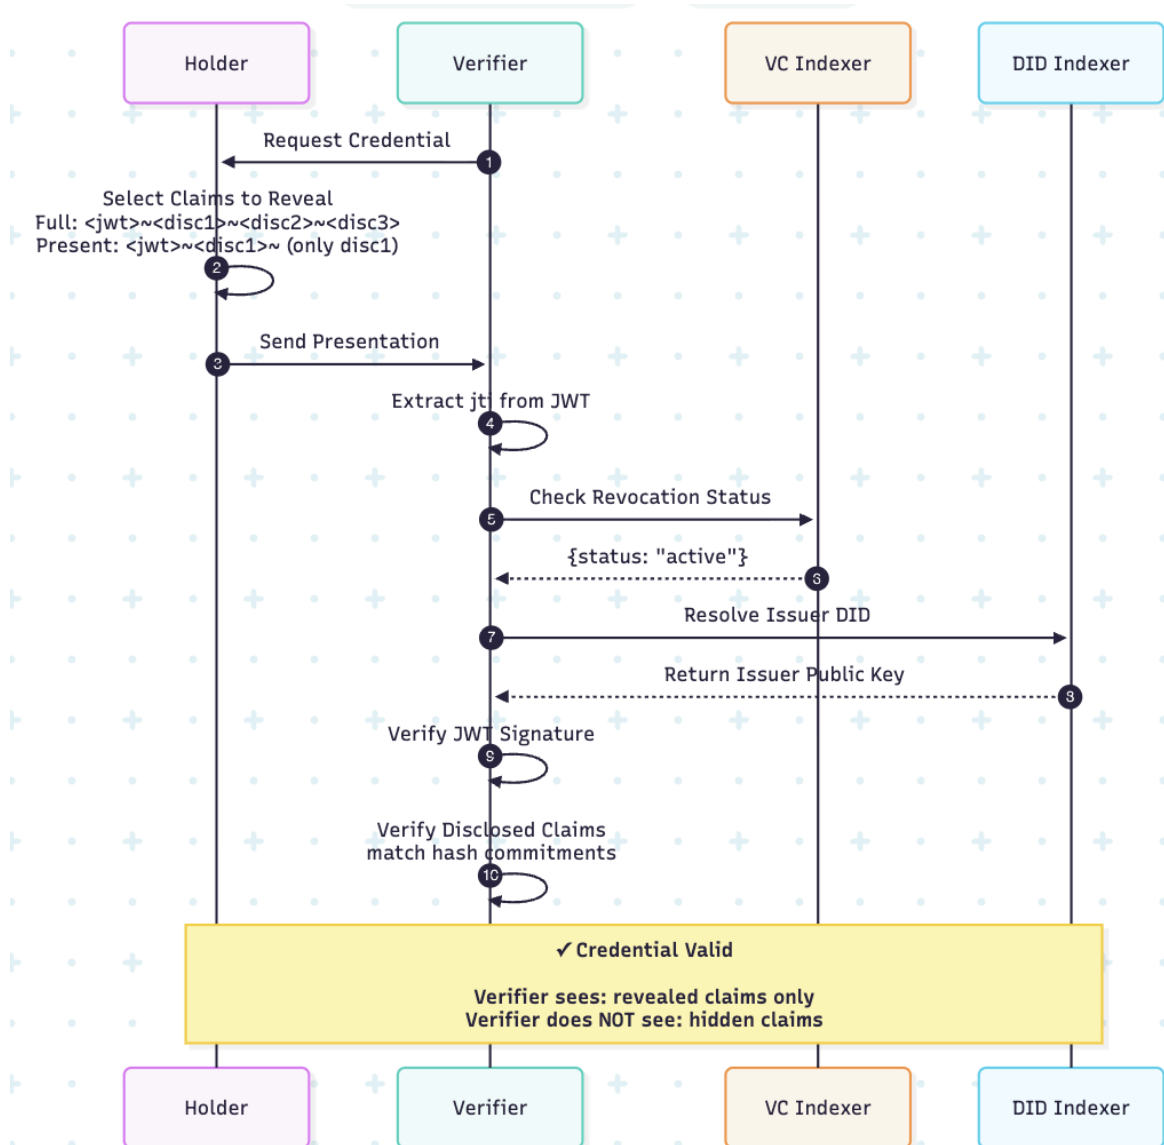 Holder
Verifier
VC Indexer
DID Indexer
Request Credential
1
Select Claims to Reveal
Full: <jwt>~<disc1>~<disc2>~<disc3>
Present: <jwt>~<disc1>~ (only disc1)
2
Send Presentation
3
Extract jti from JWT
4
Check Revocation Status
5
{status: "active"}
6
Resolve Issuer DID
7
Return Issuer Public Key
8
Verify JWT Signature
9
Verify Disclosed Claims
match hash commitments
10
✓ Credential Valid
Verifier sees: revealed claims only
Verifier does NOT see: hidden claims
Holder
Verifier
VC Indexer
DID Indexer